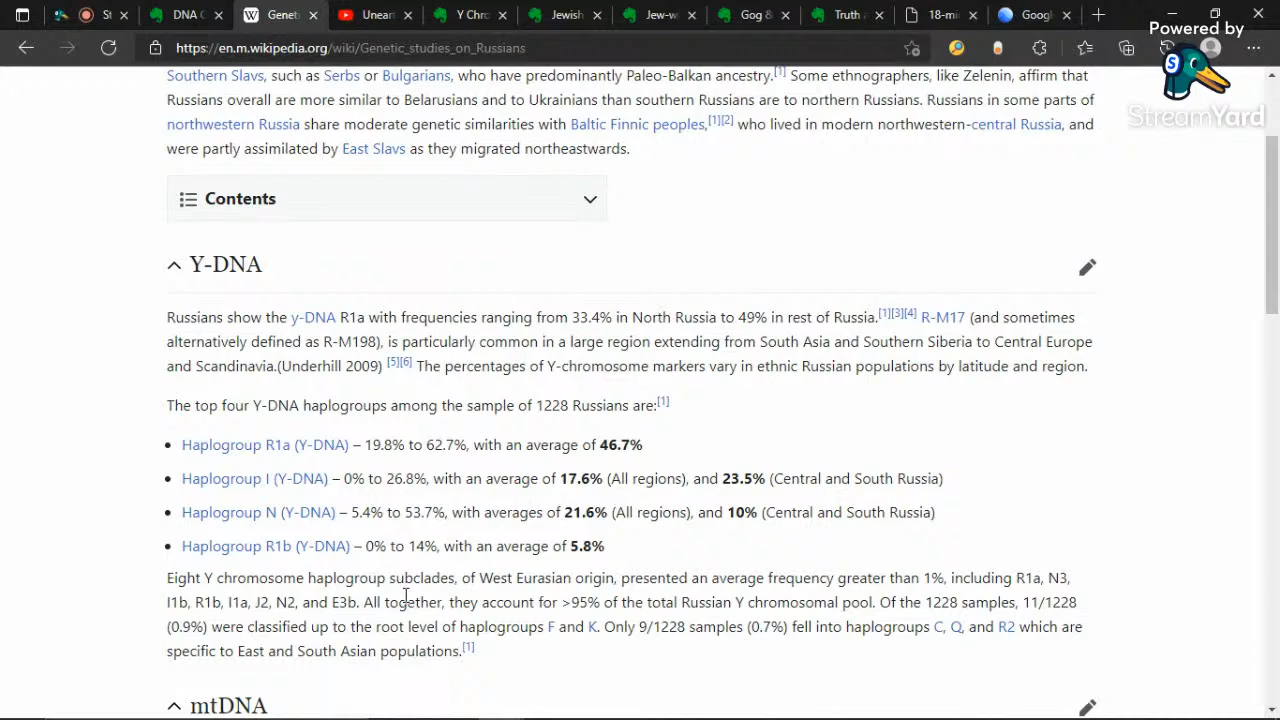 St
DNA C
W Genet
Unear
Y Chro
Jewish
Jew-w
Gog &
Truth a
18-mi
Googl
https://en.m.wikipedia.org/wiki/Genetic_studies_on_Russians
Powered by
S
StreamYard
Southern Slavs, such as Serbs or Bulgarians, who have predominantly Paleo-Balkan ancestry.[1] Some ethnographers, like Zelenin, affirm that
Russians overall are more similar to Belarusians and to Ukrainians than southern Russians are to northern Russians. Russians in some parts of
northwestern Russia share moderate genetic similarities with Baltic Finnic peoples,[1][2] who lived in modern northwestern-central Russia, and
were partly assimilated by East Slavs as they migrated northeastwards.
Contents
Y-DNA
Russians show the y-DNA R1a with frequencies ranging from 33.4% in North Russia to 49% in rest of Russia.[1][3][4] R-M17 (and sometimes
alternatively defined as R-M198), is particularly common in a large region extending from South Asia and Southern Siberia to Central Europe
and Scandinavia.(Underhill 2009) [5][6] The percentages of Y-chromosome markers vary in ethnic Russian populations by latitude and region.
The top four Y-DNA haplogroups among the sample of 1228 Russians are:[1]
• Haplogroup R1a (Y-DNA) – 19.8% to 62.7%, with an average of 46.7%
• Haplogroup I (Y-DNA) – 0% to 26.8%, with an average of 17.6% (All regions), and 23.5% (Central and South Russia)
• Haplogroup N (Y-DNA) – 5.4% to 53.7%, with averages of 21.6% (All regions), and 10% (Central and South Russia)
• Haplogroup R1b (Y-DNA) – 0% to 14%, with an average of 5.8%
Eight Y chromosome haplogroup subclades, of West Eurasian origin, presented an average frequency greater than 1%, including R1a, N3,
I1b, R1b, I1a, J2, N2, and E3b. All together, they account for >95% of the total Russian Y chromosomal pool. Of the 1228 samples, 11/1228
(0.9%) were classified up to the root level of haplogroups F and K. Only 9/1228 samples (0.7%) fell into haplogroups C, Q, and R2 which are
specific to East and South Asian populations.[1]
mtDNA